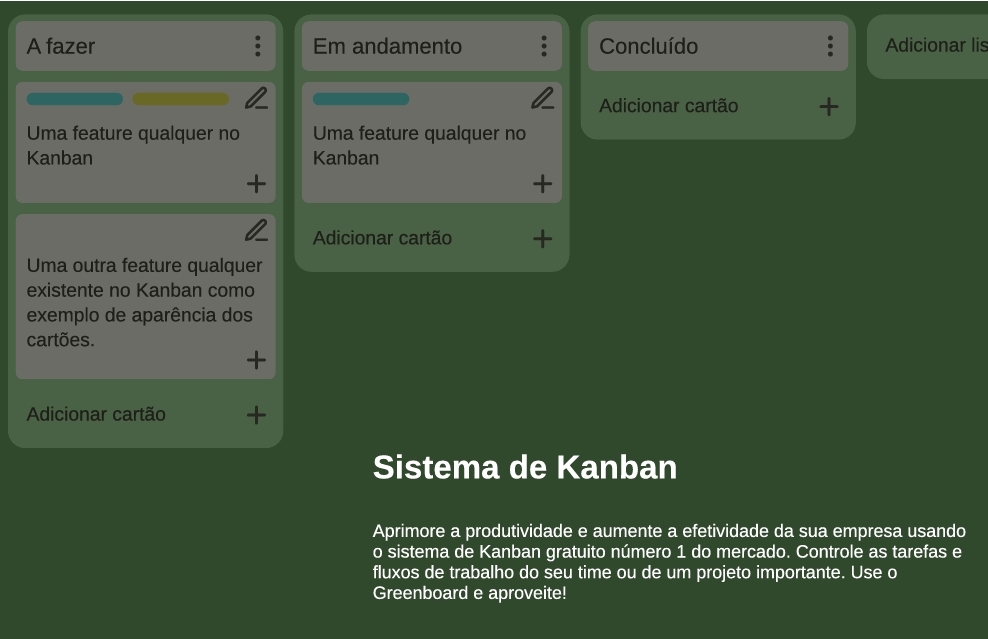 A fazer
Uma feature qualquer no
Kanban
Uma outra feature qualquer
existente no Kanban como
exemplo de aparência dos
cartões.
Adicionar cartão
Em andamento
Uma feature qualquer no
Kanban
Adicionar cartão
Concluído
Adicionar cartão
Adicionar lis
Sistema de Kanban
Aprimore a produtividade e aumente a efetividade da sua empresa usando
o sistema de Kanban gratuito número 1 do mercado. Controle as tarefas e
fluxos de trabalho do seu time ou de um projeto importante. Use o
Greenboard e aproveite!